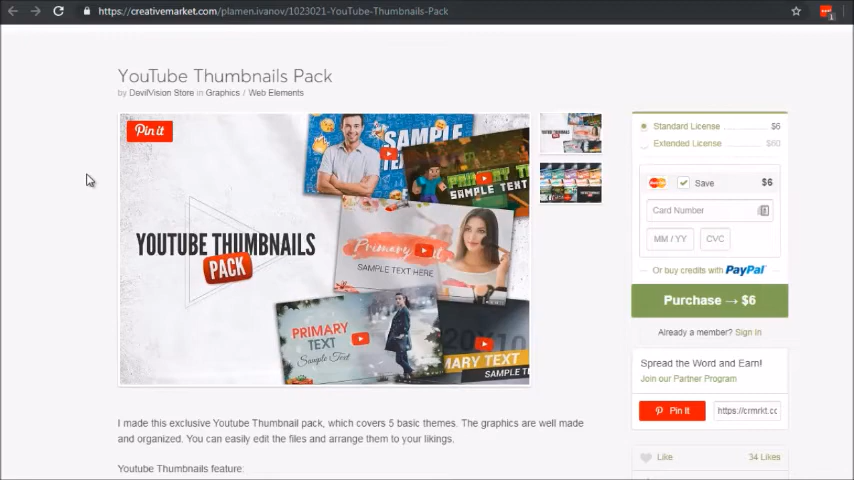 https://creativemarket.com/plamen.ivanov/1023021-YouTube-Thumbnails-Pack
1
YouTube Thumbnails Pack
by DevilVision Store in Graphics / Web Elements
Pin it
SAMPLE
SAMPLE TEXT
YOUTUBE THUMBNAILS
PACK
Primary
SAMPLE TEXT HERE
PRIMARY
TEXT
Sample Text
MARY TEXT
SAMPLE TEX
Standard License $6
Extended License $60
Save $6
Card Number
MM / YY CVC
Or buy credits with PayPal
Purchase → $6
Already a member? Sign in
Spread the Word and Earn!
Join our Partner Program
Pin It https://crmrkt.cc
Like 34 Likes
I made this exclusive Youtube Thumbnail pack, which covers 5 basic themes. The graphics are well made
and organized. You can easily edit the files and arrange them to your likings.
Youtube Thumbnails feature: